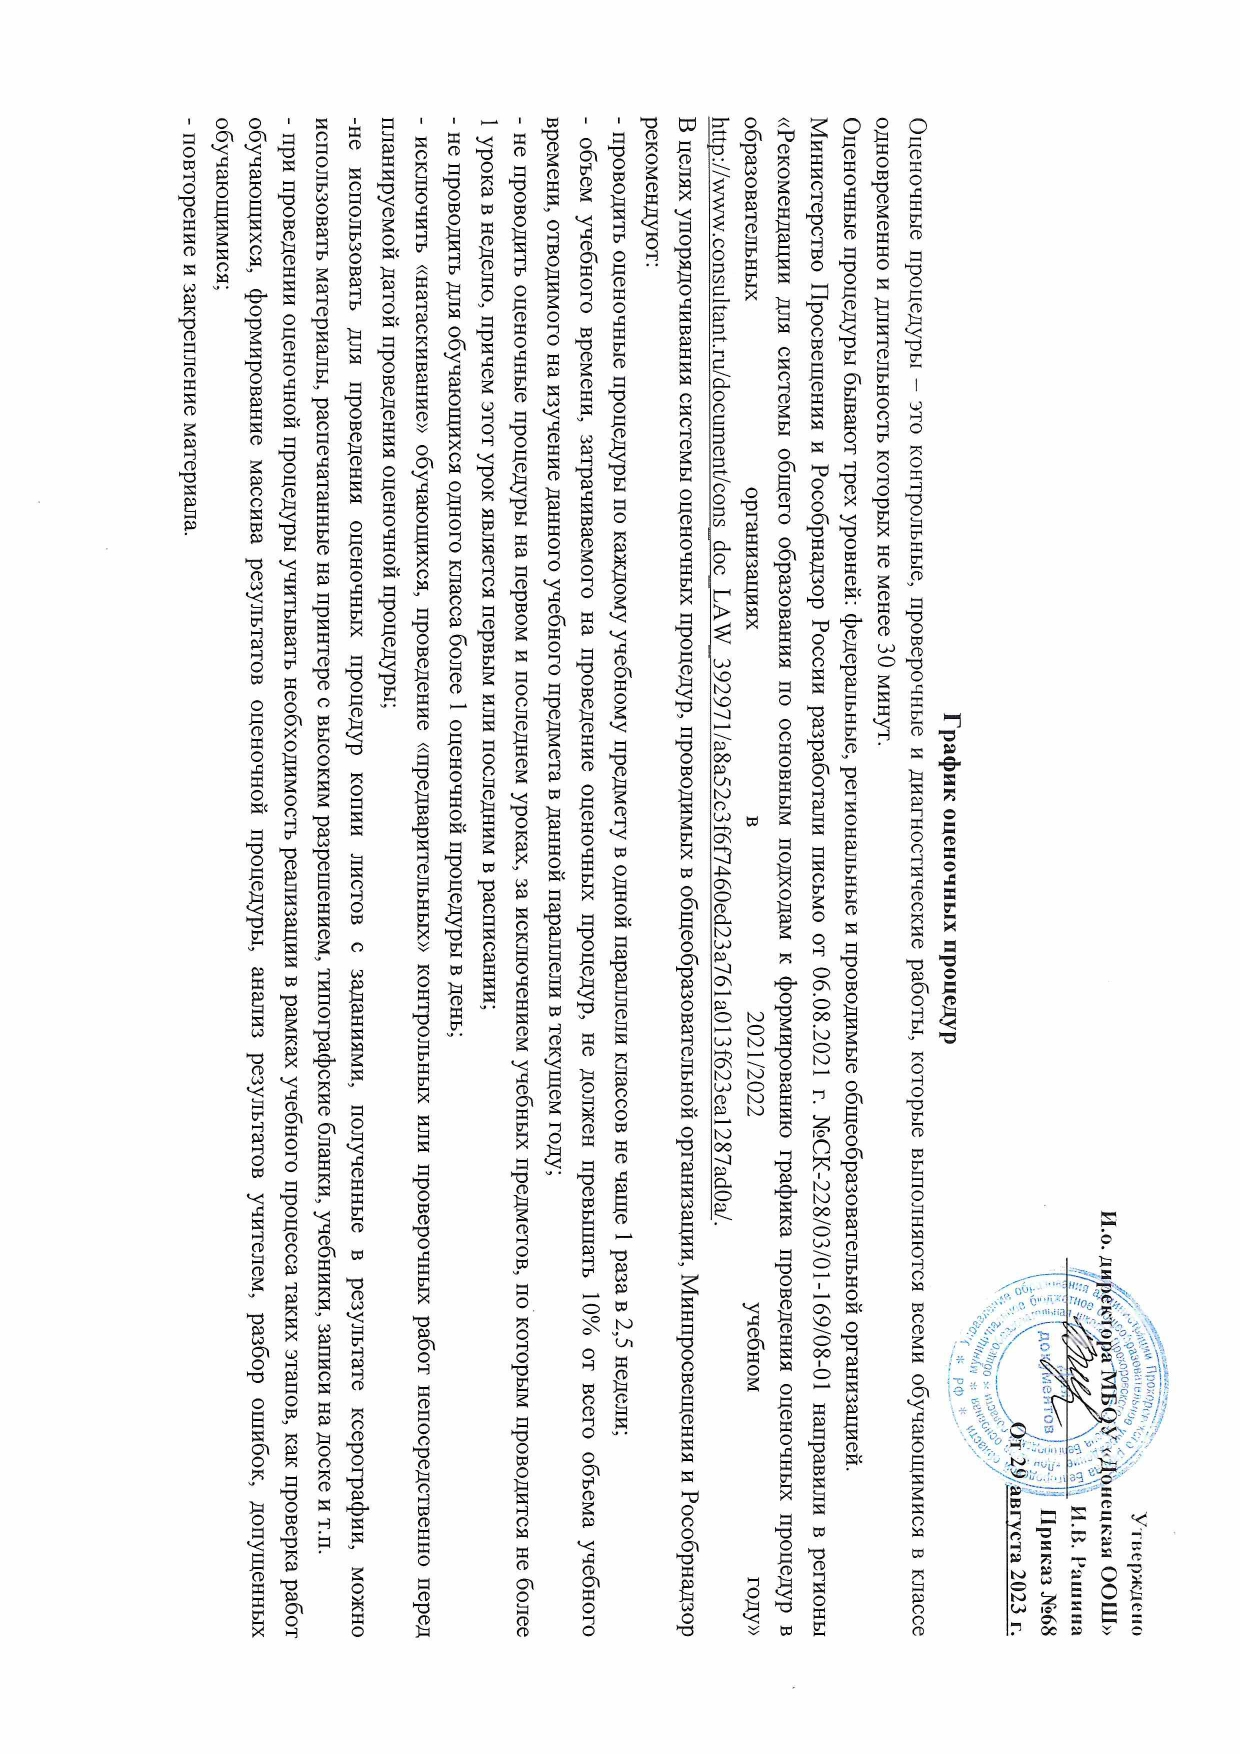 Утверждено
И.о. директора МБОУ «Донецкая ООШ»
И.В. Рашина
Приказ №68
От 29 августа 2023 г.
График оценочных процедур
Оценочные процедуры – это контрольные, проверочные и диагностические работы, которые выполняются всеми обучающимися в классе
одновременно и длительность которых не менее 30 минут.
Оценочные процедуры бывают трех уровней: федеральные, региональные и проводимые общеобразовательной организацией.
Министерство Просвещения и Рособрнадзор России разработали письмо от 06.08.2021 г. №СК-228/03/01-169/08-01 направили в регионы
«Рекомендации для системы общего образования по основным подходам к формированию графика проведения оценочных процедур в
образовательных организациях в 2021/2022 учебном году»
http://www.consultant.ru/document/cons_doc_LAW_392971/a8a52c3f6f7460ed23a761a013f623ea1287ad0a/.
В целях упорядочивания системы оценочных процедур, проводимых в общеобразовательной организации, Минпросвещения и Рособрнадзор
рекомендуют:
- проводить оценочные процедуры по каждому учебному предмету в одной параллели классов не чаще 1 раза в 2,5 недели;
- объем учебного времени, затрачиваемого на проведение оценочных процедур, не должен превышать 10% от всего объема учебного
времени, отводимого на изучение данного учебного предмета в данной параллели в текущем году;
- не проводить оценочные процедуры на первом и последнем уроках, за исключением учебных предметов, по которым проводится не более
1 урока в неделю, причем этот урок является первым или последним в расписании;
- не проводить для обучающихся одного класса более 1 оценочной процедуры в день;
- исключить «натаскивание» обучающихся, проведение «предварительных» контрольных или проверочных работ непосредственно перед
планируемой датой проведения оценочной процедуры;
-не использовать для проведения оценочных процедур копии листов с заданиями, полученные в результате ксерографии, можно
использовать материалы, распечатанные на принтере с высоким разрешением, типографские бланки, учебники, записи на доске и т.п.
- при проведении оценочной процедуры учитывать необходимость реализации в рамках учебного процесса таких этапов, как проверка работ
обучающихся, формирование массива результатов оценочной процедуры, анализ результатов учителем, разбор ошибок, допущенных
обучающимися;
- повторение и закрепление материала.